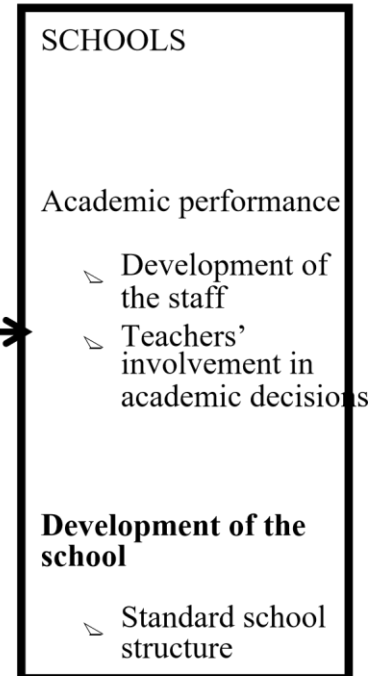 SCHOOLS
Academic performance
Development of
the staff
Teachers’
involvement in
academic decisions
Development of the
school
Standard school
structure